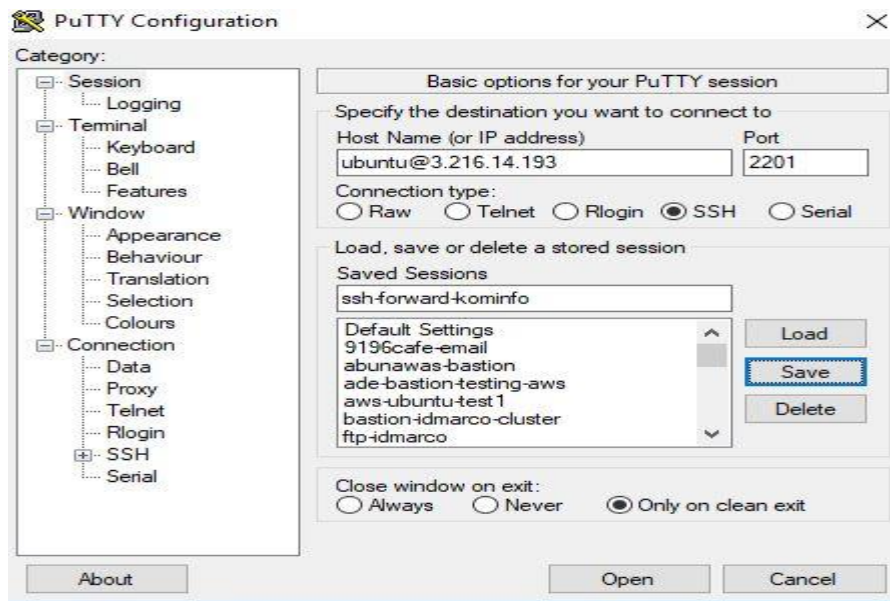 PuTTY Configuration
Category:
Session
Logging
Terminal
Keyboard
Bell
Features
Window
Appearance
Behaviour
Translation
Selection
Colours
Connection
Data
Proxy
Telnet
Rlogin
SSH
Serial
Basic options for your PuTTY session
Specify the destination you want to connect to
Host Name (or IP address) Port
ubuntu@3.216.14.193 2201
Connection type:
Raw Telnet Rlogin SSH Serial
Load, save or delete a stored session
Saved Sessions
ssh-forward-kominfo
Default Settings
9196cafe-email
abunawas-bastion
ade-bastion-testing-aws
aws-ubuntu-test1
bastion-idmarco-cluster
ftp-idmarco
Load
Save
Delete
Close window on exit:
Always Never Only on clean exit
About Open Cancel